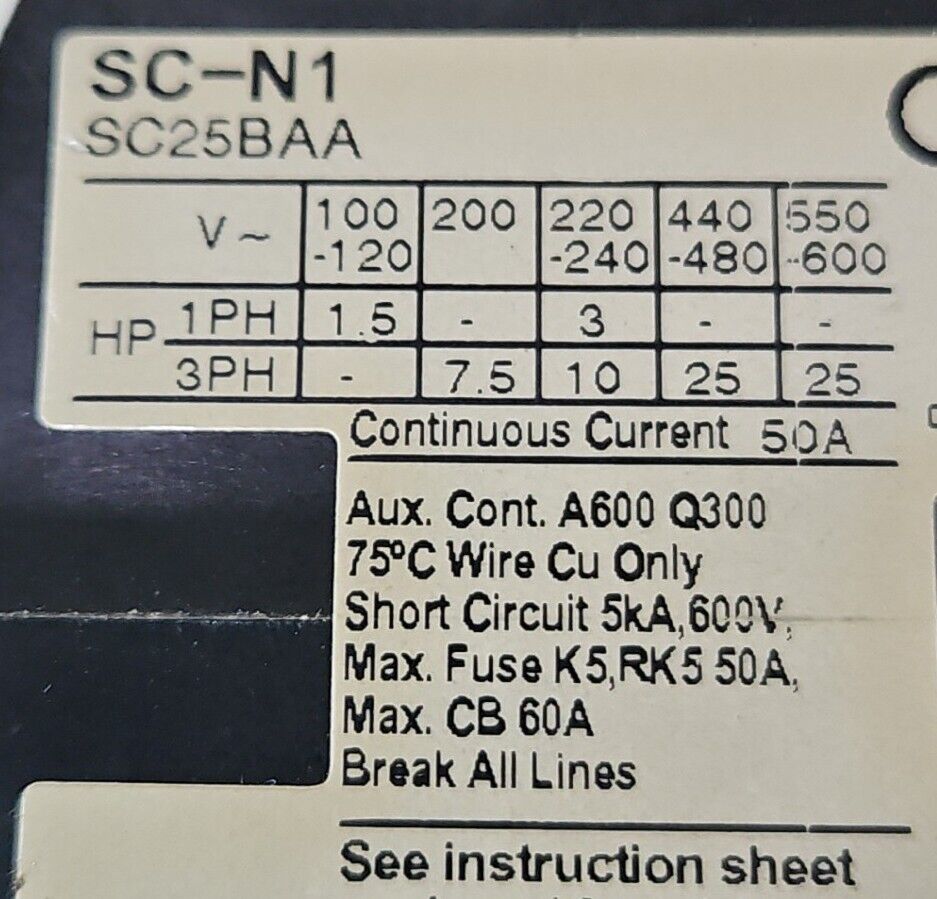 SC-N1
SC25BAA
V~ 100-120 200 220-240 440-480 550-600
HP 1PH 1.5 - 3 - -
3PH - 7.5 10 25 25
Continuous Current 50A
Aux. Cont. A600 Q300
75°C Wire Cu Only
Short Circuit 5kA,600V,
Max. Fuse K5,RK5 50A,
Max. CB 60A
Break All Lines
See instruction sheet